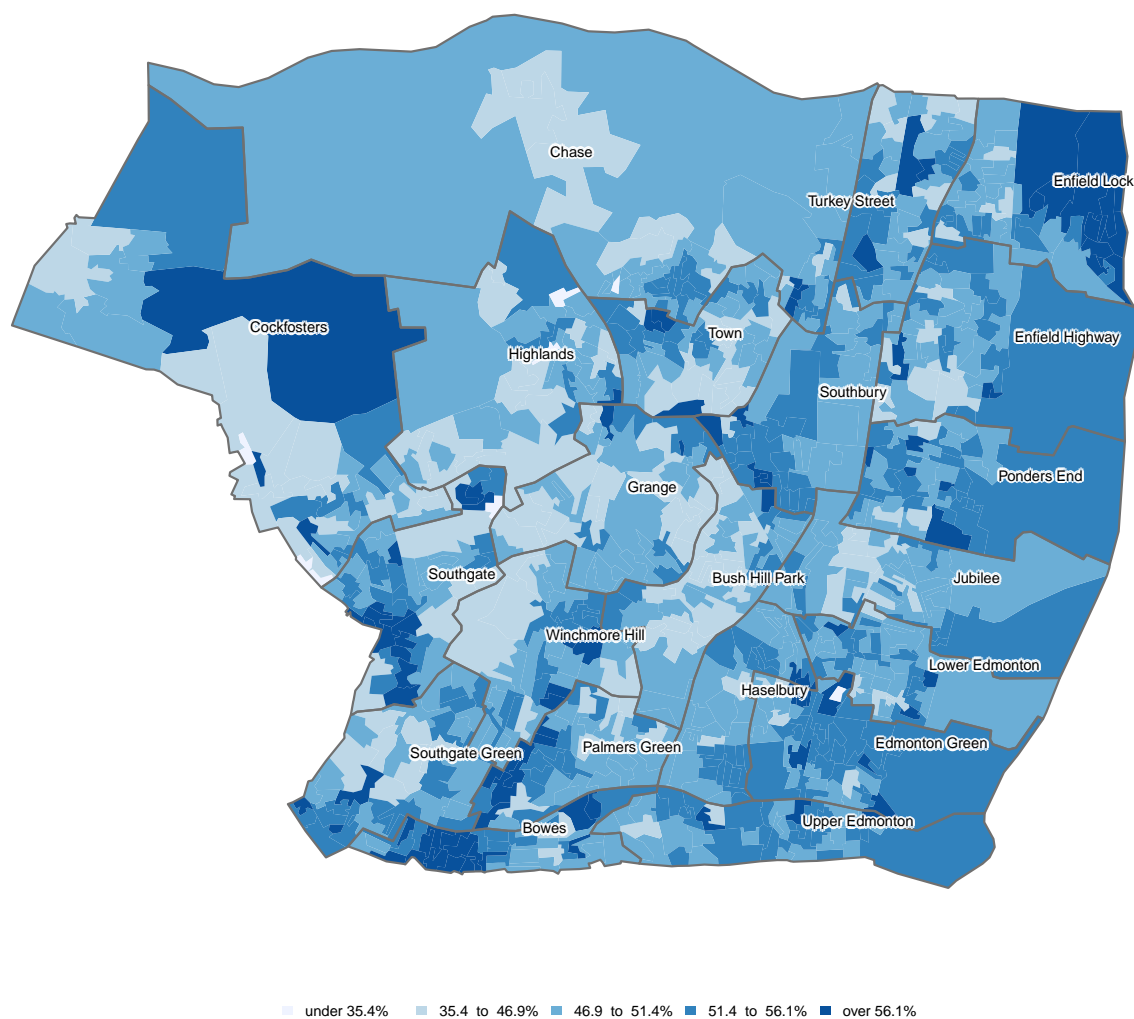 Chase
Enfield Lock
Turkey Street
Cockfosters
Town
Enfield Highway
Highlands
Southbury
Ponders End
Grange
Southgate
Bush Hill Park
Jubilee
Winchmore Hill
Lower Edmonton
Haselbury
Edmonton Green
Palmers Green
Southgate Green
Upper Edmonton
Bowes
under 35.4% 35.4 to 46.9% 46.9 to 51.4% 51.4 to 56.1% over 56.1%